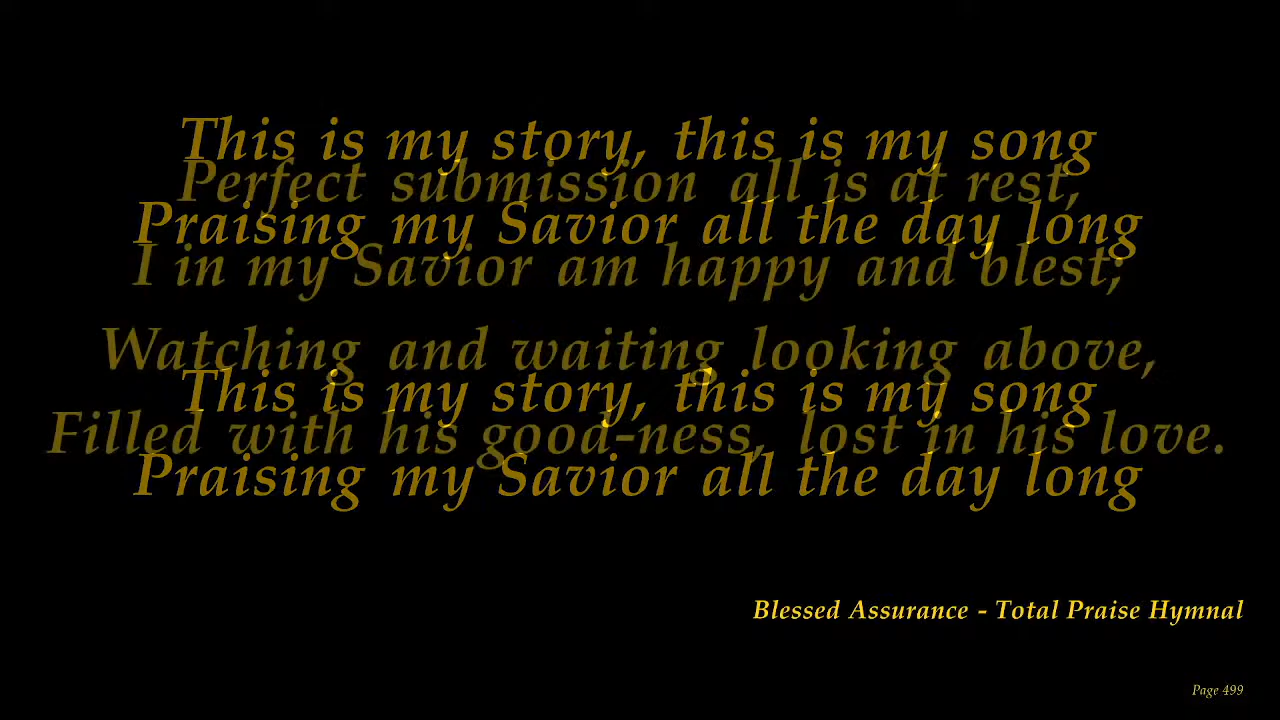 This is my story, this is my song
Perfect submission all is at rest,
Praising my Savior all the day long
I in my Savior am happy and blest;
Watching and waiting looking above,
This is my story, this is my song
Filled with his good-ness, lost in his love.
Praising my Savior all the day long
Blessed Assurance - Total Praise Hymnal
Page 499